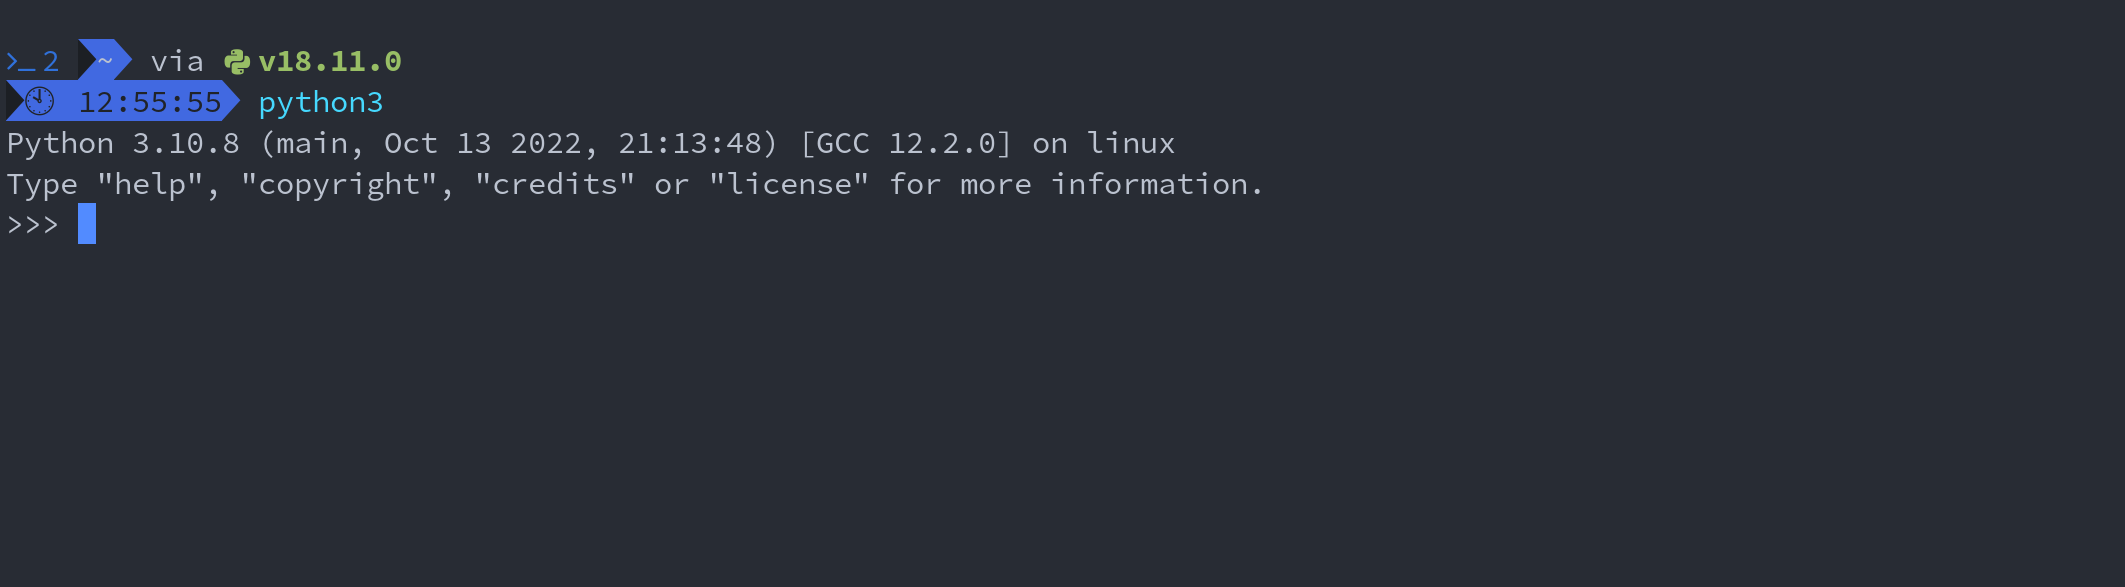 >_ 2 ~ via v18.11.0
12:55:55 python3
Python 3.10.8 (main, Oct 13 2022, 21:13:48) [GCC 12.2.0] on linux
Type "help", "copyright", "credits" or "license" for more information.
>>>